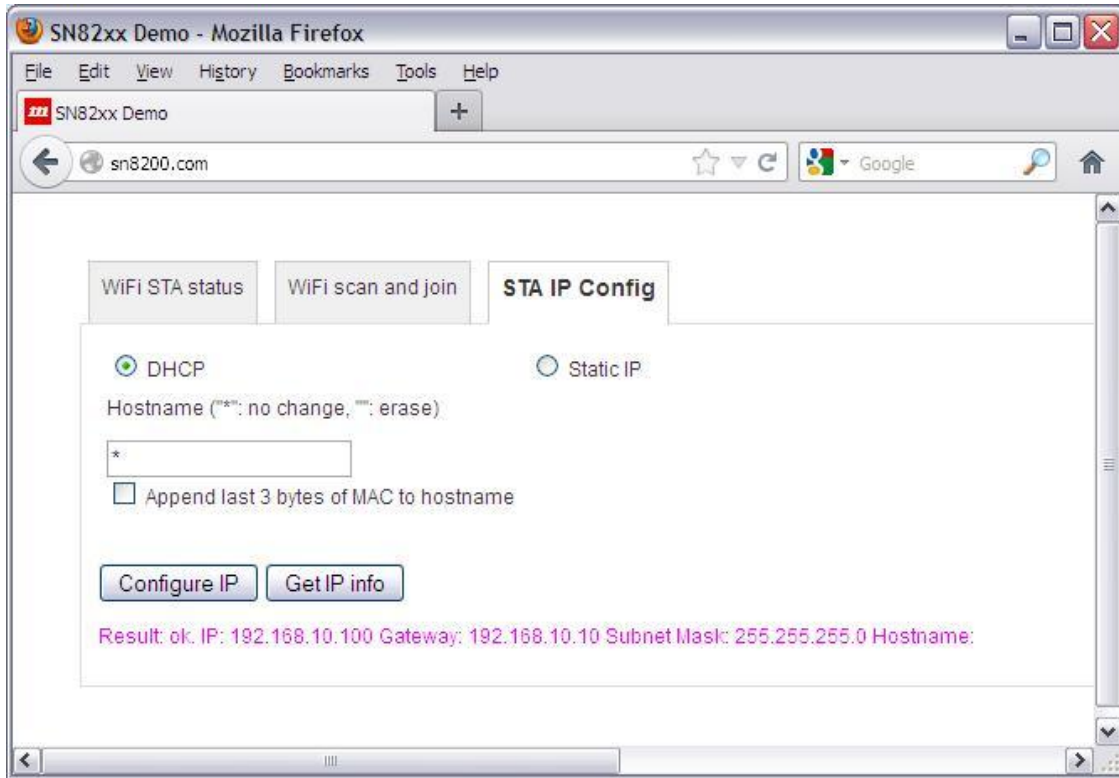 SN82xx Demo - Mozilla Firefox
File Edit View History Bookmarks Tools Help
m SN82xx Demo +
sn8200.com Google
WiFi STA status WiFi scan and join STA IP Config
DHCP Static IP
Hostname ("*": no change, "": erase)
*
Append last 3 bytes of MAC to hostname
Configure IP Get IP info
Result: ok. IP: 192.168.10.100 Gateway: 192.168.10.10 Subnet Mask: 255.255.255.0 Hostname: